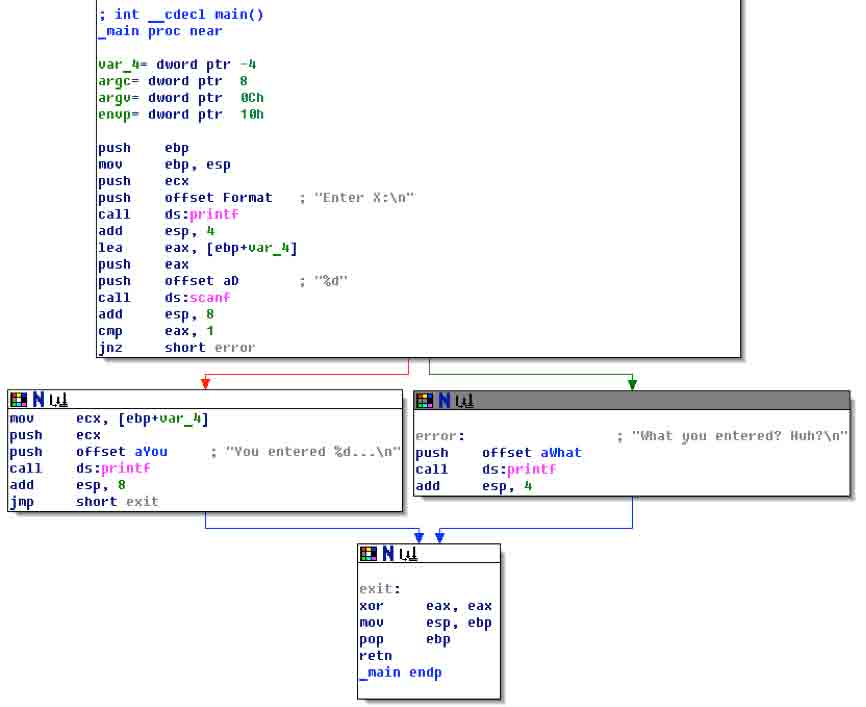 ; int __cdecl main()
_main proc near
var_4= dword ptr -4
argc= dword ptr  8
argv= dword ptr  0Ch
envp= dword ptr  10h
push    ebp
mov     ebp, esp
push    ecx
push    offset Format   ; "Enter X:\n"
call    ds:printf
add     esp, 4
lea     eax, [ebp+var_4]
push    eax
push    offset aD       ; "%d"
call    ds:scanf
add     esp, 8
cmp     eax, 1
jnz     short error
mov     ecx, [ebp+var_4]
push    ecx
push    offset aYou     ; "You entered %d...\n"
call    ds:printf
add     esp, 8
jmp     short exit
error:                  ; "What you entered? Huh?\n"
push    offset aWhat
call    ds:printf
add     esp, 4
exit:
xor     eax, eax
mov     esp, ebp
pop     ebp
retn
_main endp